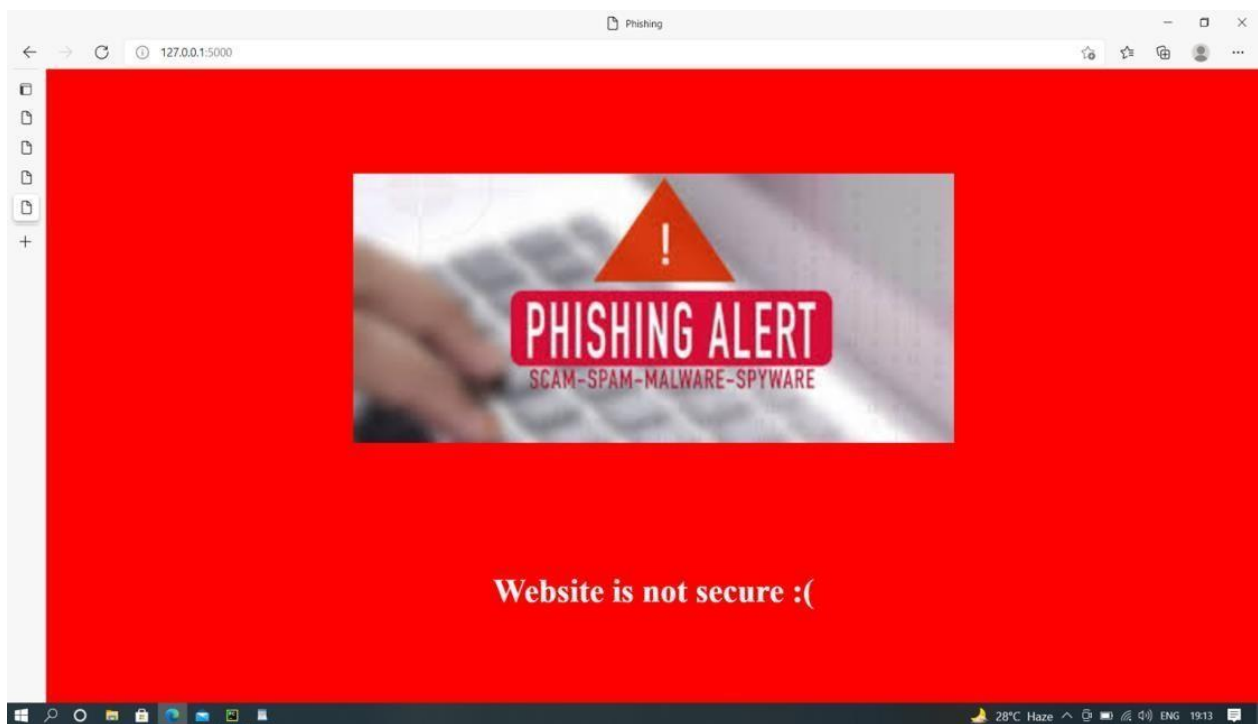 Phishing
127.0.0.1:5000
!
PHISHING ALERT
SCAM-SPAM-MALWARE-SPYWARE
Website is not secure :(
28°C Haze ENG 19:13